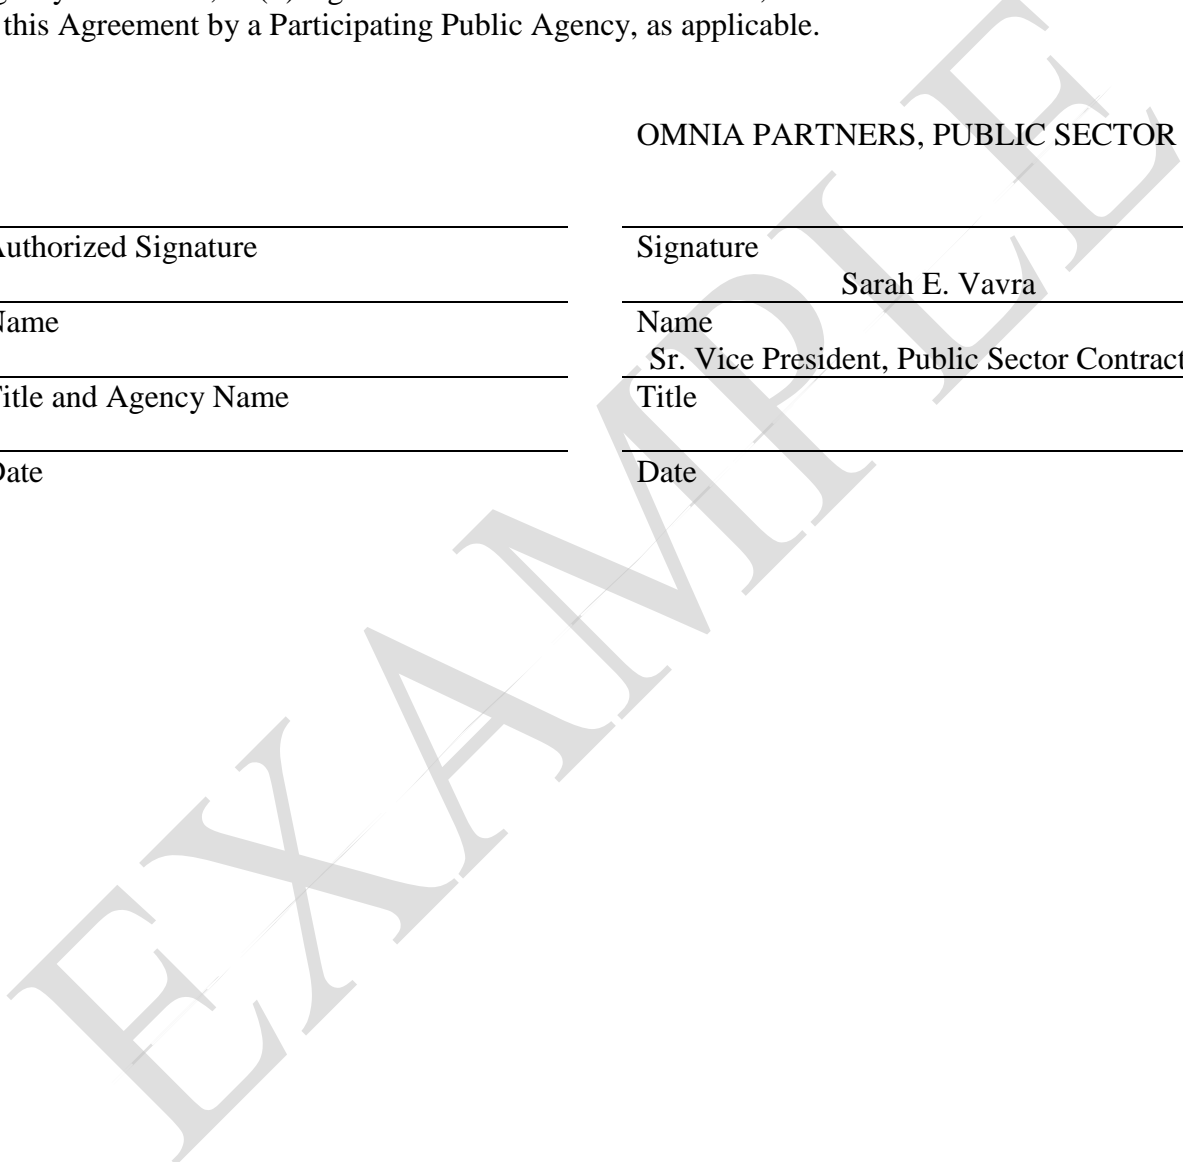 this Agreement by a Participating Public Agency, as applicable.
OMNIA PARTNERS, PUBLIC SECTOR
Authorized Signature
Signature
Sarah E. Vavra
Name
Name
Sr. Vice President, Public Sector Contract
Title and Agency Name
Title
Date
Date
EXAMPLE